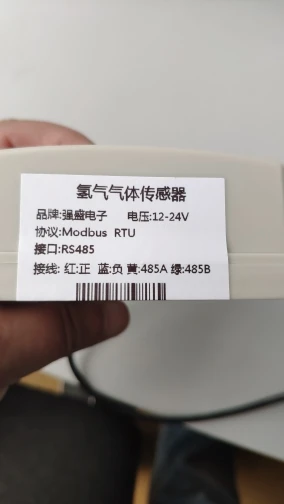 氢气气体传感器
品牌:强盛电子 电压:12-24V
协议:Modbus RTU
接口:RS485
接线: 红:正 蓝:负 黄:485A 绿:485B